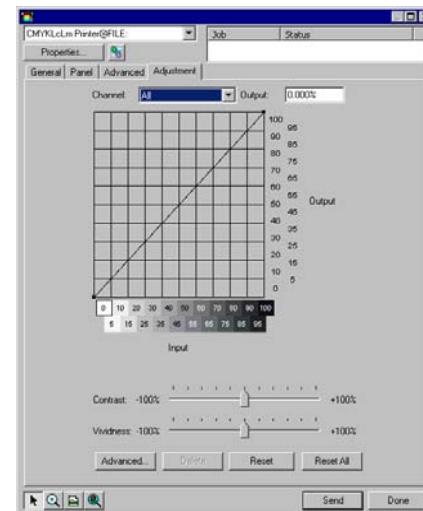 CMYKLcLm Printer@FILE:
Job Status
Properties...
General Panel Advanced Adjustment
Channel: All Output: 0.000%
100
95
90
85
80
75
70
65
60
55
50
45
40
35
30
25
20
15
10
5
0
Output
0 10 20 30 40 50 60 70 80 90 100
5 15 25 35 45 55 65 75 85 95
Input
Contrast: -100% +100%
Vividness: -100% +100%
Advanced... Delete Reset Reset All
Send Done